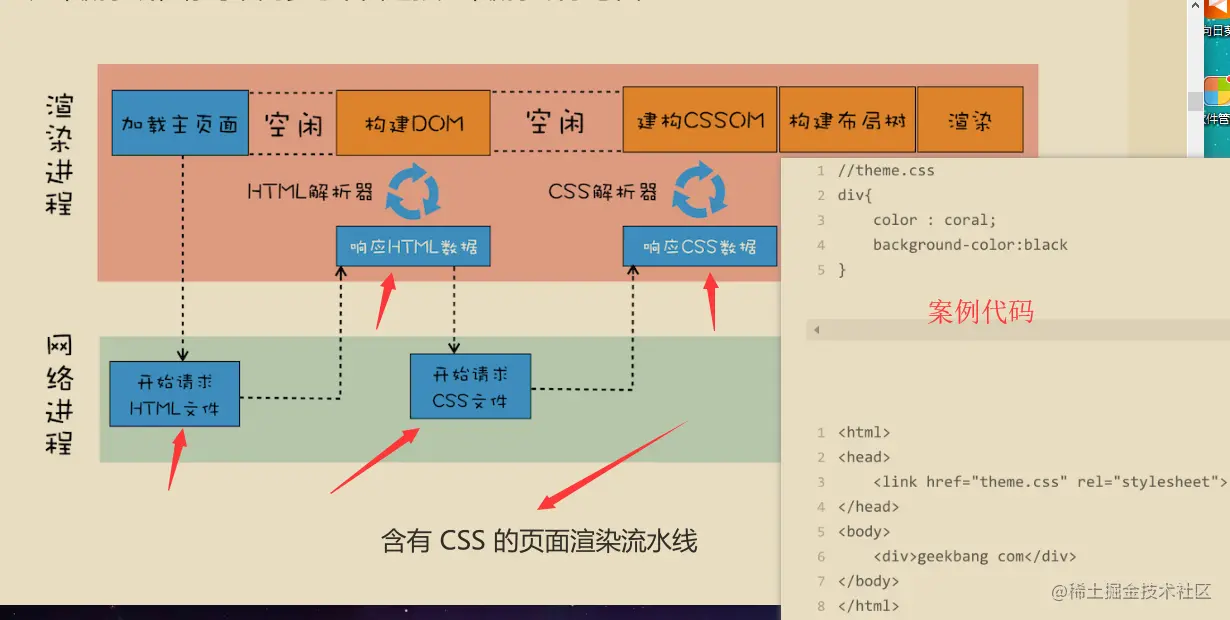 渲染进程
加载主页面
空闲
构建DOM
空闲
建构CSSOM
构建布局树
渲染
HTML解析器
CSS解析器
响应HTML数据
响应CSS数据
网络进程
开始请求
HTML文件
开始请求
CSS文件
含有 CSS 的页面渲染流水线
1 //theme.css
2 div{
3 color : coral;
4 background-color:black
5 }
案例代码
1 <html>
2 <head>
3 <link href="theme.css" rel="stylesheet">
4 </head>
5 <body>
6 <div>geekbang com</div>
7 </body>
8 </html>
@稀土掘金技术社区